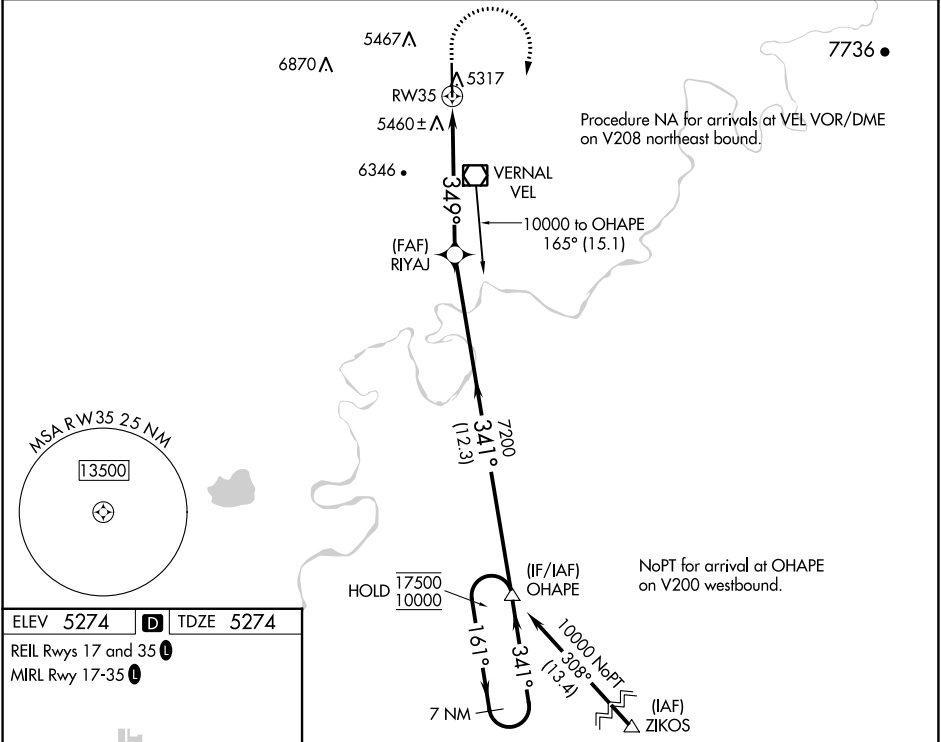 5467
6870
7736
5317
RW35
5460±
Procedure NA for arrivals at VEL VOR/DME
on V208 northeast bound.
6346
VERNAL
VEL
349°
10000 to OHAPE
165° (15.1)
(FAF)
RIYAJ
7200
341°
(12.3)
MSA RW35 25 NM
13500
HOLD 17500
10000
(IF/IAF)
OHAPE
NoPT for arrival at OHAPE
on V200 westbound.
161°
341°
10000 NoPT
308°
(13.4)
7 NM
(IAF)
ZIKOS
ELEV 5274 D TDZE 5274
REIL Rwys 17 and 35 L
MIRL Rwy 17-35 L